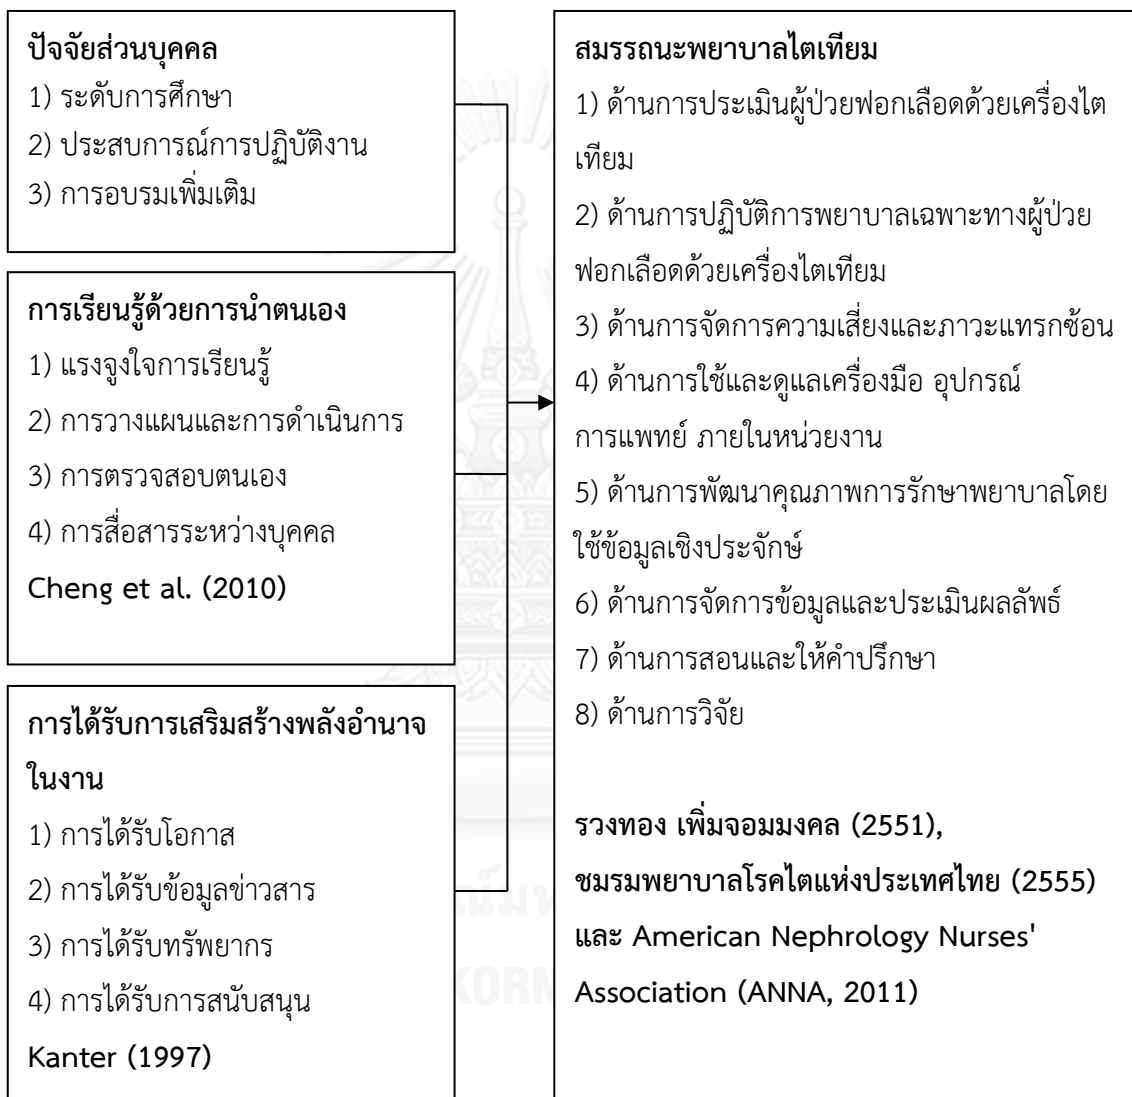 ปัจจัยส่วนบุคคล
1) ระดับการศึกษา
2) ประสบการณ์การปฏิบัติงาน
3) การอบรมเพิ่มเติม
การเรียนรู้ด้วยการนำตนเอง
1) แรงจูงใจการเรียนรู้
2) การวางแผนและการดำเนินการ
3) การตรวจสอบตนเอง
4) การสื่อสารระหว่างบุคคล
Cheng et al. (2010)
การได้รับการเสริมสร้างพลังอำนาจ
ในงาน
1) การได้รับโอกาส
2) การได้รับข้อมูลข่าวสาร
3) การได้รับทรัพยากร
4) การได้รับการสนับสนุน
Kanter (1997)
สมรรถนะพยาบาลไตเทียม
1) ด้านการประเมินผู้ป่วยฟอกเลือดด้วยเครื่องไต
เทียม
2) ด้านการปฏิบัติการพยาบาลเฉพาะทางผู้ป่วย
ฟอกเลือดด้วยเครื่องไตเทียม
3) ด้านการจัดการความเสี่ยงและภาวะแทรกซ้อน
4) ด้านการใช้และดูแลเครื่องมือ อุปกรณ์
การแพทย์ ภายในหน่วยงาน
5) ด้านการพัฒนาคุณภาพการรักษาพยาบาลโดย
ใช้ข้อมูลเชิงประจักษ์
6) ด้านการจัดการข้อมูลและประเมินผลลัพธ์
7) ด้านการสอนและให้คำปรึกษา
8) ด้านการวิจัย
รวงทอง เพิ่มจอมมงคล (2551),
ชมรมพยาบาลโรคไตแห่งประเทศไทย (2555)
และ American Nephrology Nurses'
Association (ANNA, 2011)
KORN